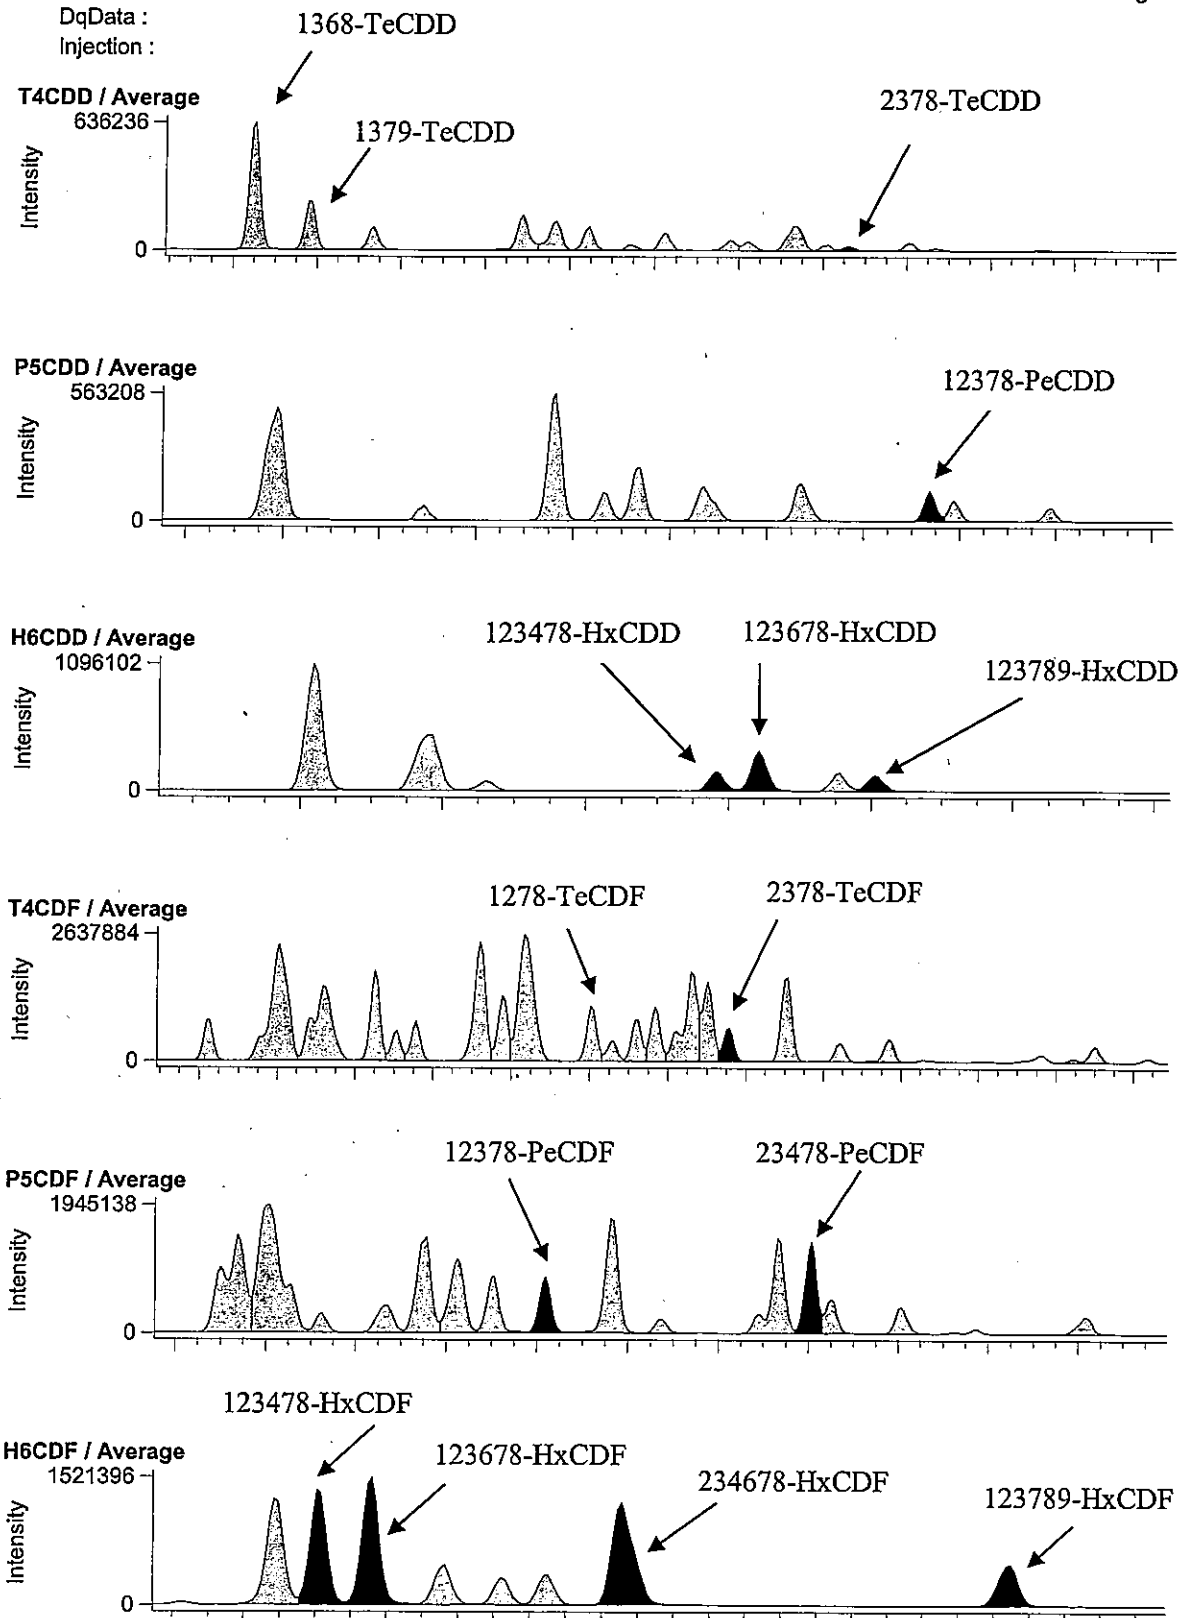 DqData :
1368-TeCDD
Injection :
T4CDD / Average
636236
1379-TeCDD
2378-TeCDD
Intensity
0
P5CDD / Average
563208
12378-PeCDD
Intensity
0
H6CDD / Average
1096102
123478-HxCDD
123678-HxCDD
123789-HxCDD
Intensity
0
T4CDF / Average
2637884
1278-TeCDF
2378-TeCDF
Intensity
0
P5CDF / Average
1945138
12378-PeCDF
23478-PeCDF
Intensity
0
123478-HxCDF
H6CDF / Average
1521396
123678-HxCDF
234678-HxCDF
123789-HxCDF
Intensity
0